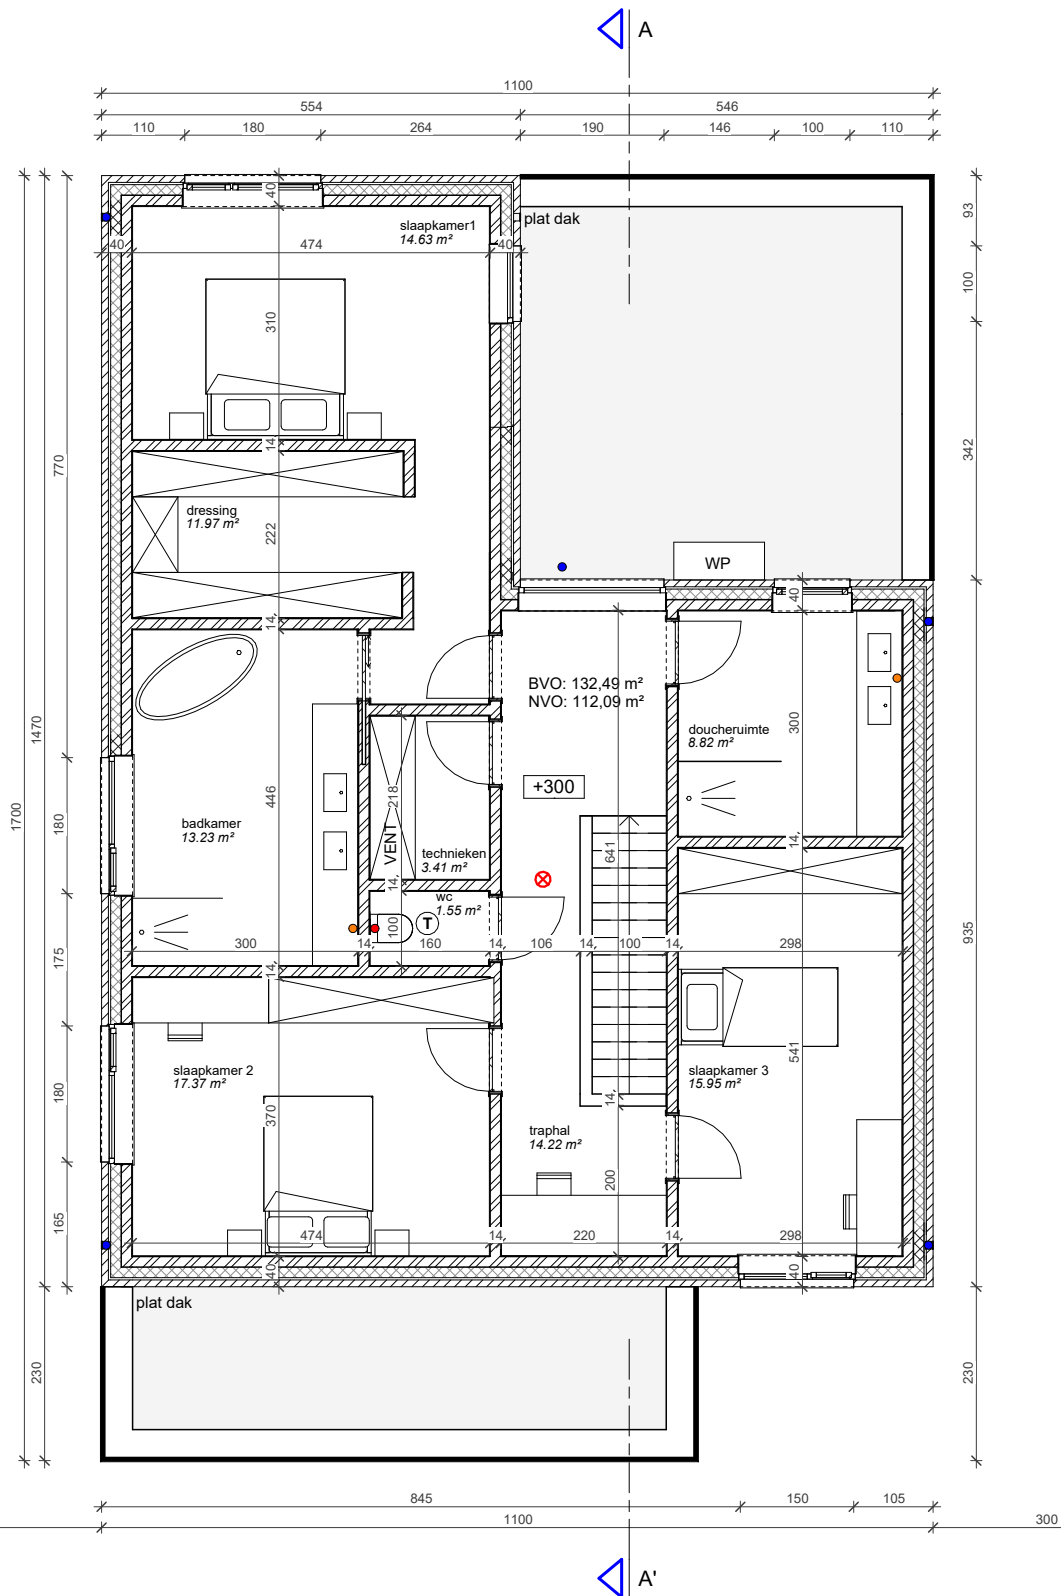 A
1100
554
546
110
180
264
190
146
100
110
40
slaapkamer1
14.63 m²
plat dak
93
40
474
40
100
310
14
770
342
dressing
11.97 m²
222
WP
40
14
BVO: 132,49 m²
NVO: 112,09 m²
1470
300
doucheruimte
8.82 m²
+300
1700
446
218
180
badkamer
13.23 m²
VENT
technieken
3.41 m²
641
14
14
wc
1.55 m²
T
100
935
175
300
14
160
14
106
14
100
14
298
14
slaapkamer 2
17.37 m²
541
slaapkamer 3
15.95 m²
180
370
14
traphal
14.22 m²
200
165
474
14
220
14
298
40
40
plat dak
230
230
845
150
105
1100
300
A'